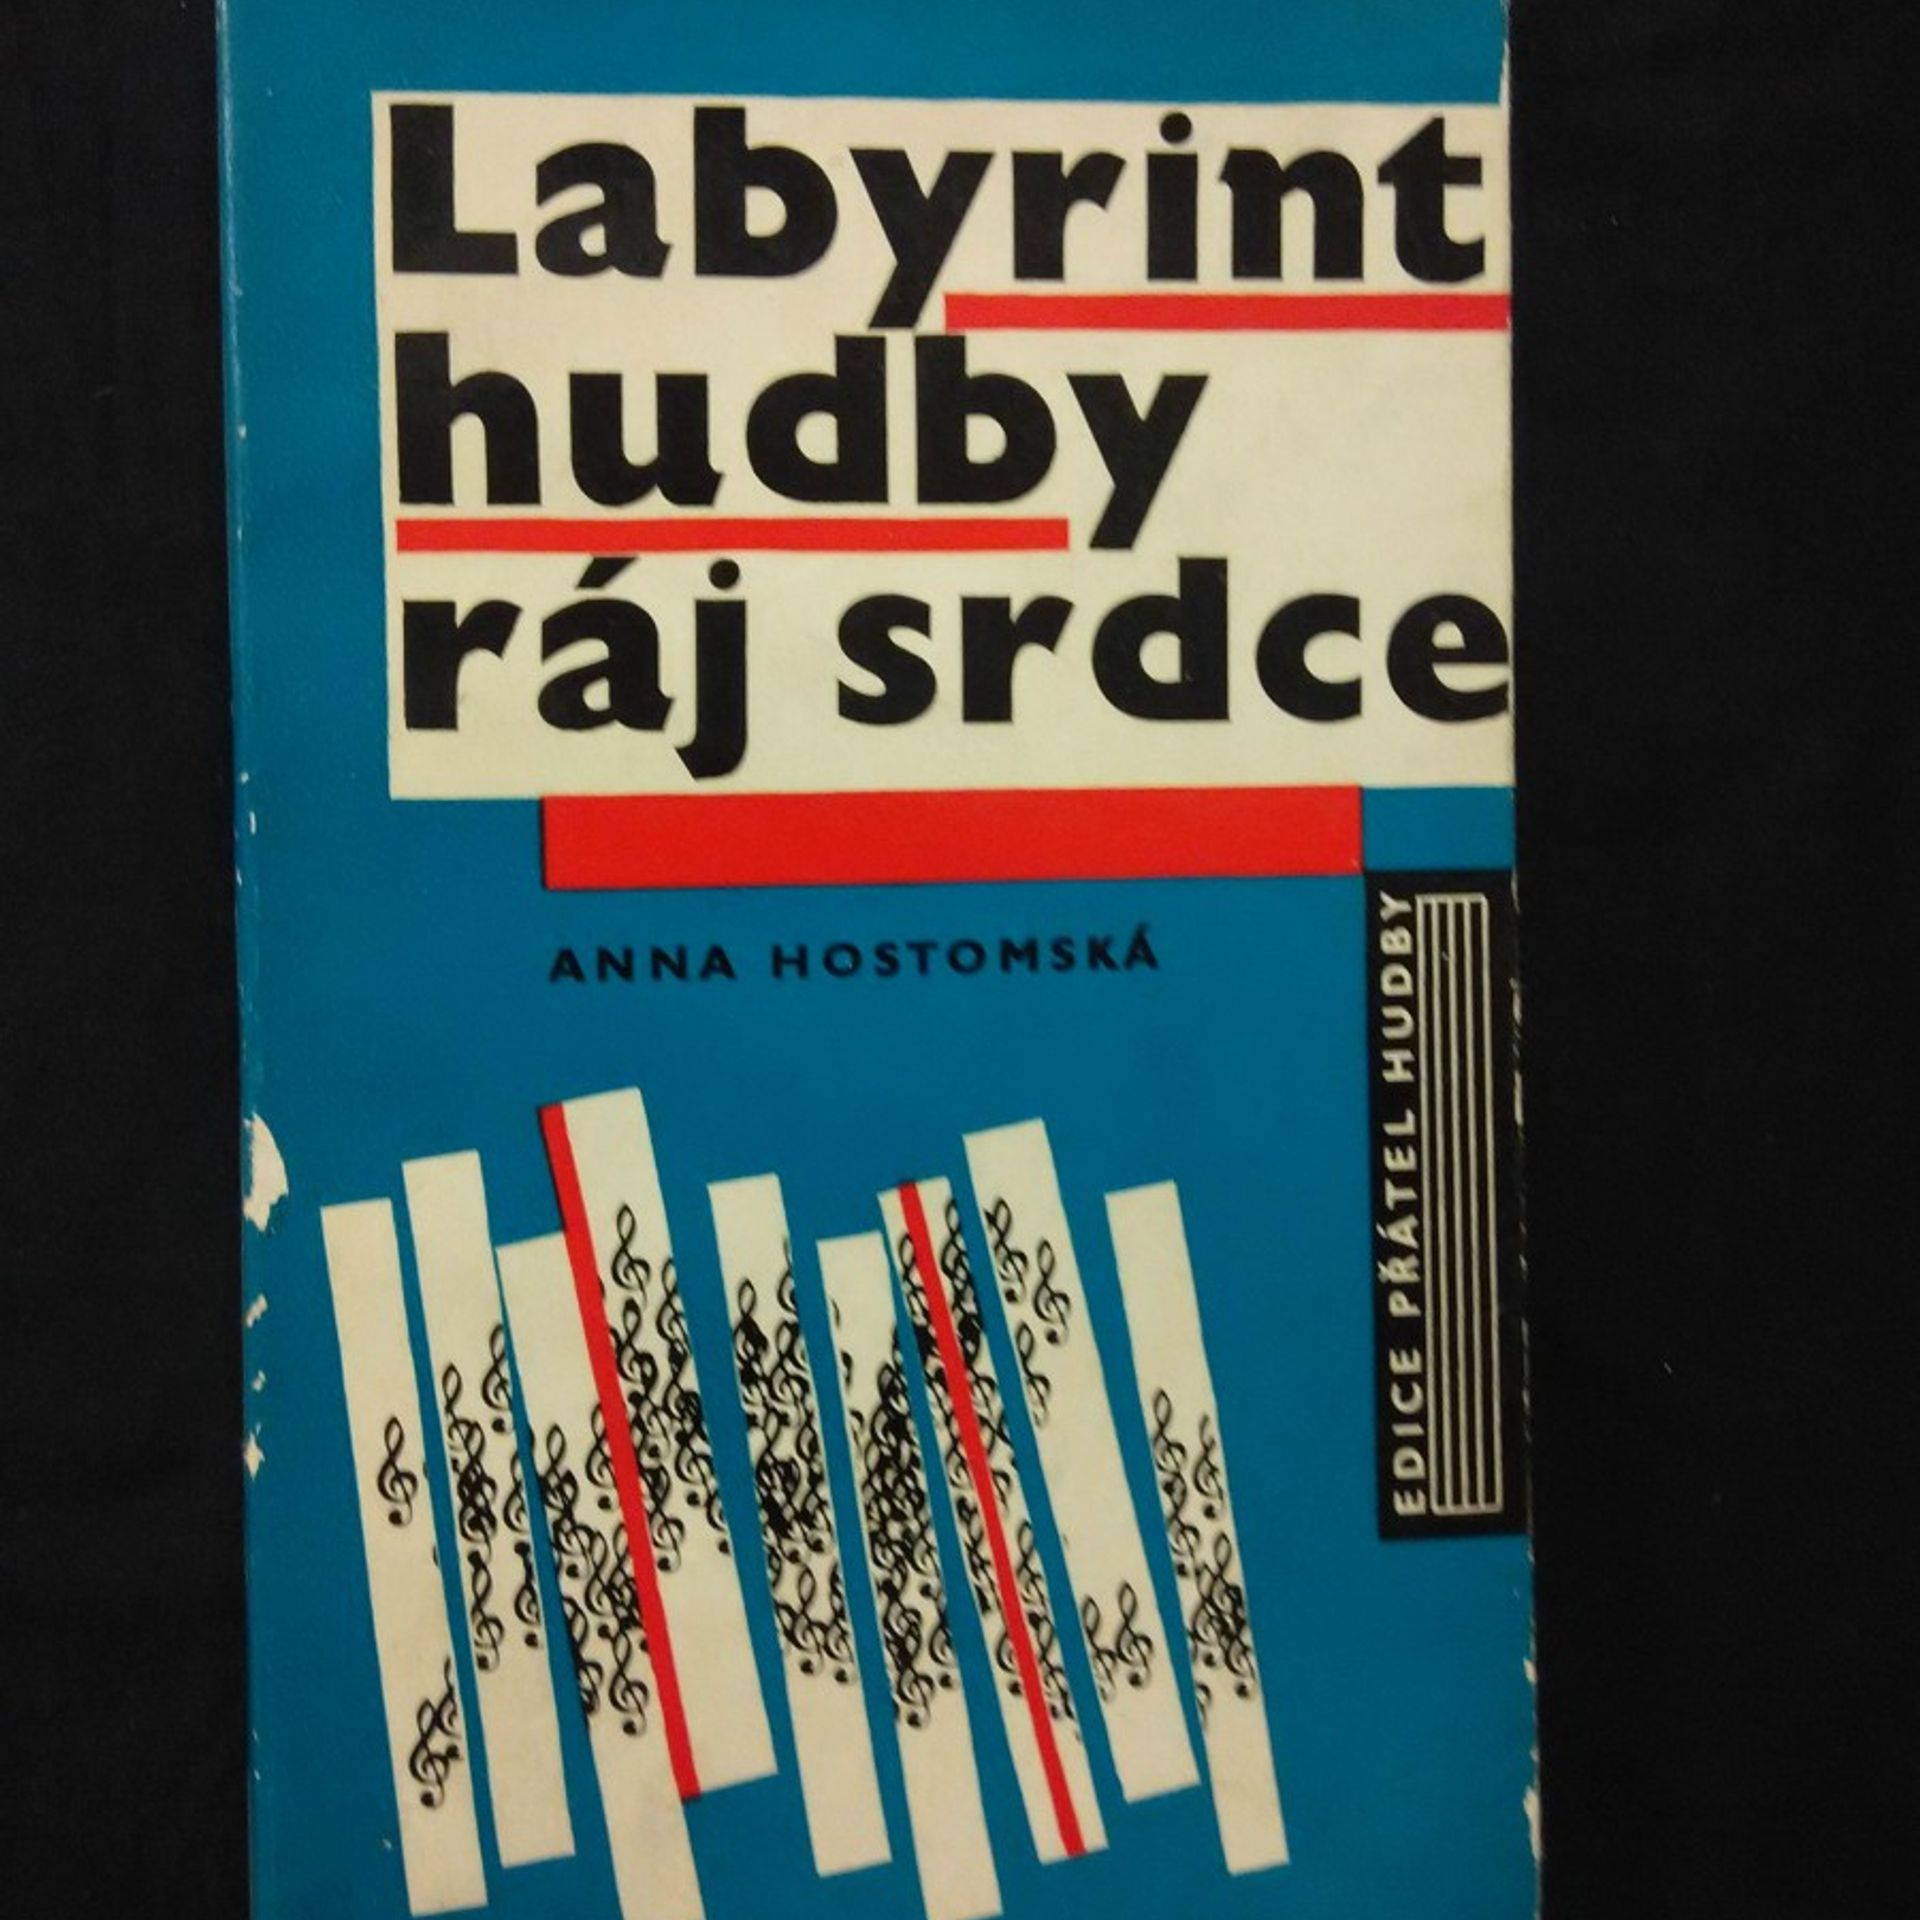 Labyrint
hudby
ráj srdce
ANNA HOSTOMSKÁ
EDICE PŘÁTEL HUDBY